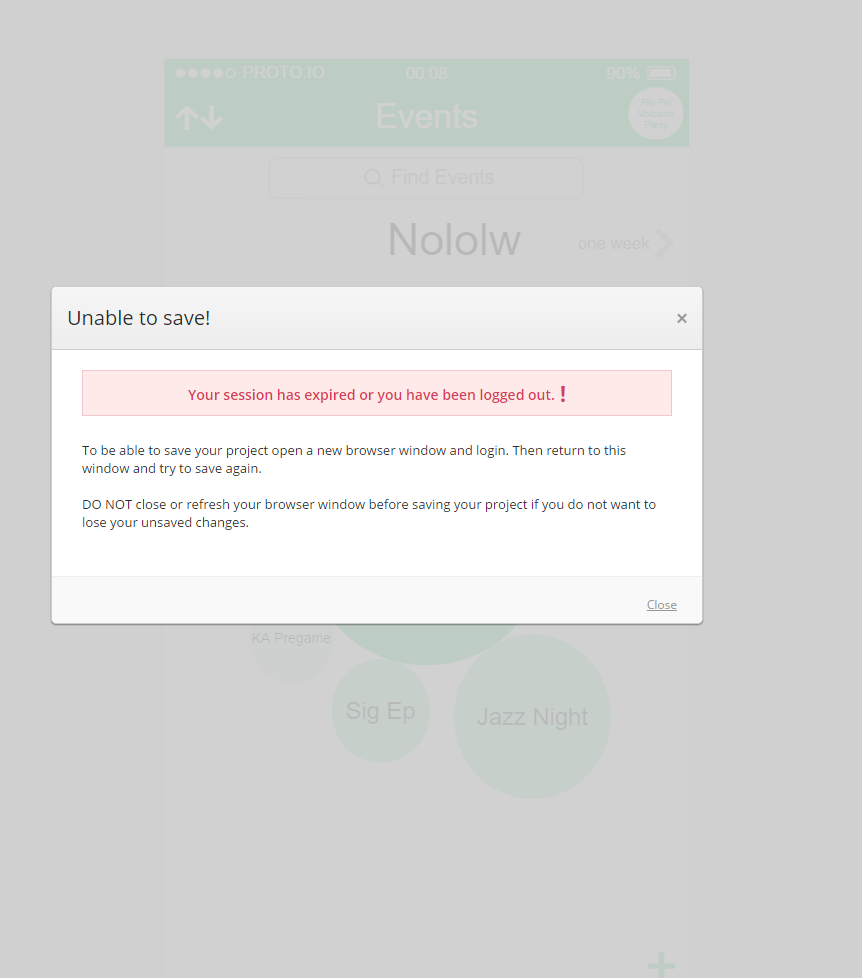 PROTO.IO 00:08 90%
Events
Phi Psi
Volcano
Party
Find Events
Nololw
one week
Unable to save!
×
Your session has expired or you have been logged out. !
To be able to save your project open a new browser window and login. Then return to this
window and try to save again.
DO NOT close or refresh your browser window before saving your project if you do not want to
lose your unsaved changes.
Close
KA Pregame
Sig Ep
Jazz Night
+